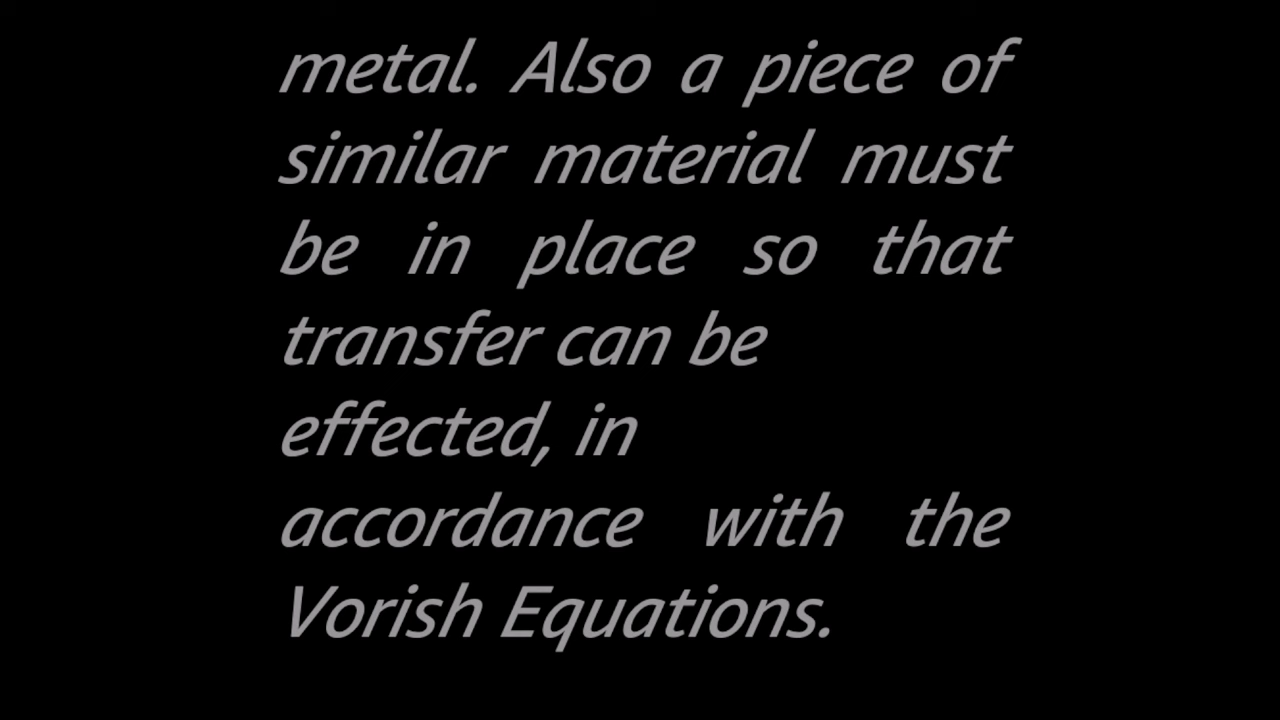 metal. Also a piece of
similar material must
be in place so that
transfer can be
effected, in
accordance with the
Vorish Equations.